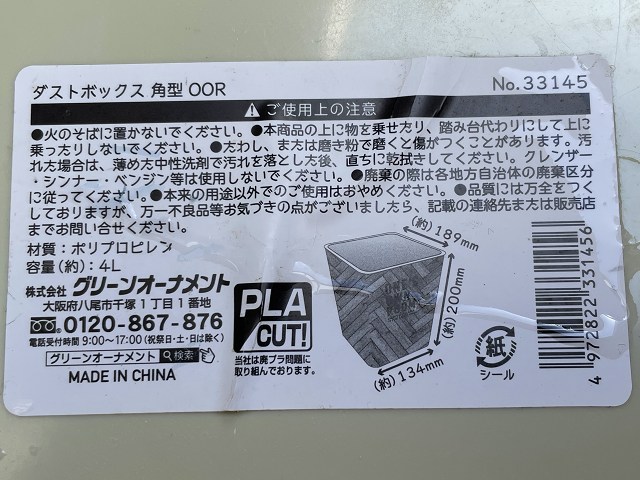 ダストボックス 角型 OOR
No.33145
ご使用上の注意
●火のそばに置かないでください。●本商品の上に物を乗せたり、踏み台代わりにして上に
乗ったりしないでください。●たわし、または磨き粉で磨くと傷がつくことがあります。汚
れた場合は、薄めた中性洗剤で汚れを落とした後、直ちに乾拭きしてください。クレンザー
・シンナー・ベンジン等は使用しないでください。●廃棄の際は各地方自治体の廃棄区分
に従ってください。●本来の用途以外でのご使用はおやめください。●品質には万全をつく
しておりますが、万一不良品等お気づきの点がございましたら、記載の連絡先または販売店
までお問い合せください。
材質：ポリプロピレン
容量(約)：4L
株式会社 グリーンオーナメント
大阪府八尾市千塚1丁目1番地
0120-867-876
電話受付時間 9:00〜17:00(祝祭日・土・日は除く)
グリーンオーナメント 検索
MADE IN CHINA
PLA
CUT!
当社は廃プラ問題に
取り組んでおります。
(約)189mm
(約)200mm
(約)134mm
紙
シール
4 972822 331456